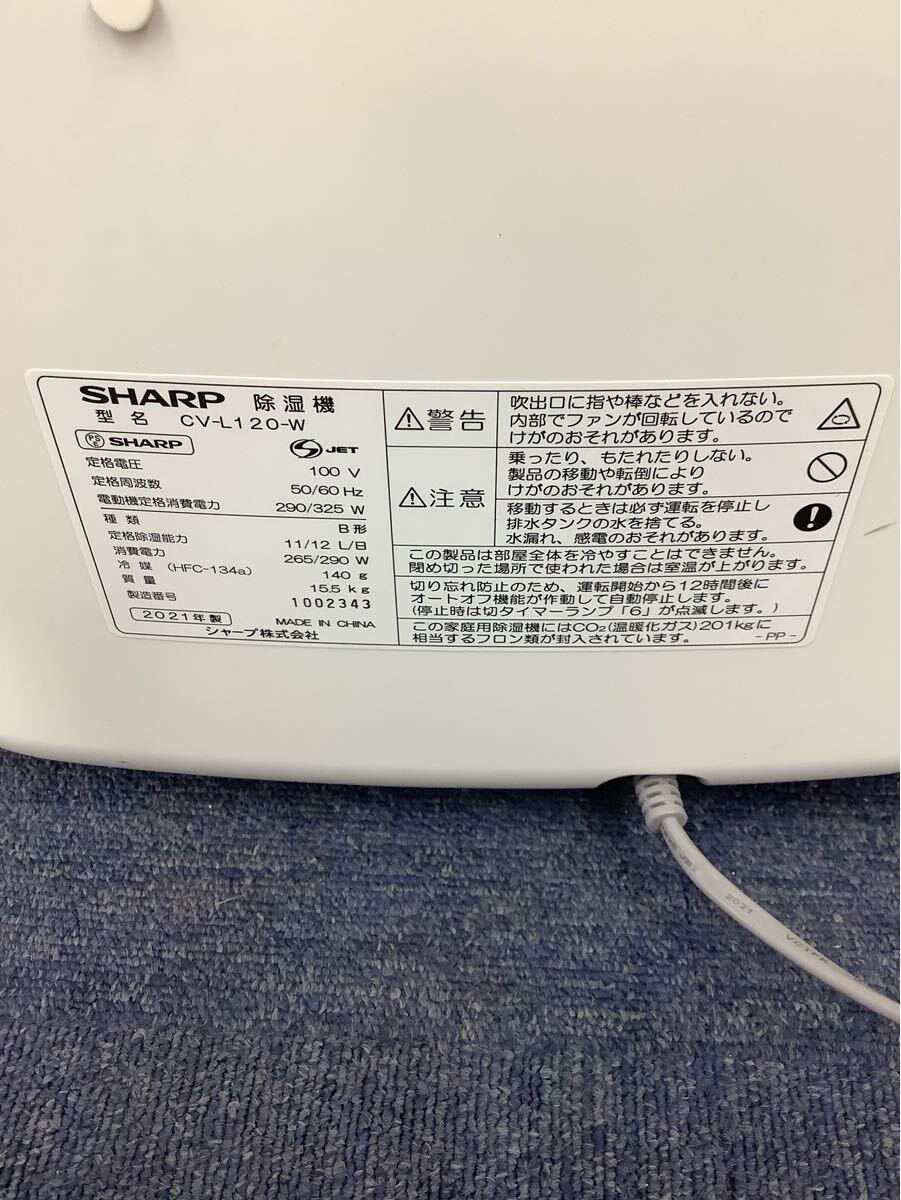 SHARP 除湿機
型名 CV-L120-W
PSE SHARP
S JET
定格電圧 100 V
定格周波数 50/60 Hz
電動機定格消費電力 290/325 W
種類 B形
定格除湿能力 11/12 L/日
消費電力 265/290 W
冷媒 (HFC-134a) 140 g
質量 15.5 kg
製造番号 1002343
2021年製 MADE IN CHINA
シャープ株式会社
警告
吹出口に指や棒などを入れない。
内部でファンが回転しているので
けがのおそれがあります。
注意
乗ったり、もたれたりしない。
製品の移動や転倒により
けがのおそれがあります。
移動するときは必ず運転を停止し
排水タンクの水を捨てる。
水漏れ、感電のおそれがあります。
この製品は部屋全体を冷やすことはできません。
閉め切った場所で使われた場合は室温が上がります。
切り忘れ防止のため、運転開始から12時間後に
オートオフ機能が作動して自動停止します。
(停止時は切タイマーランプ「6」が点滅します。)
この家庭用除湿機にはCO₂(温暖化ガス)201kgに
相当するフロン類が封入されています。 -PP-
JET 2021